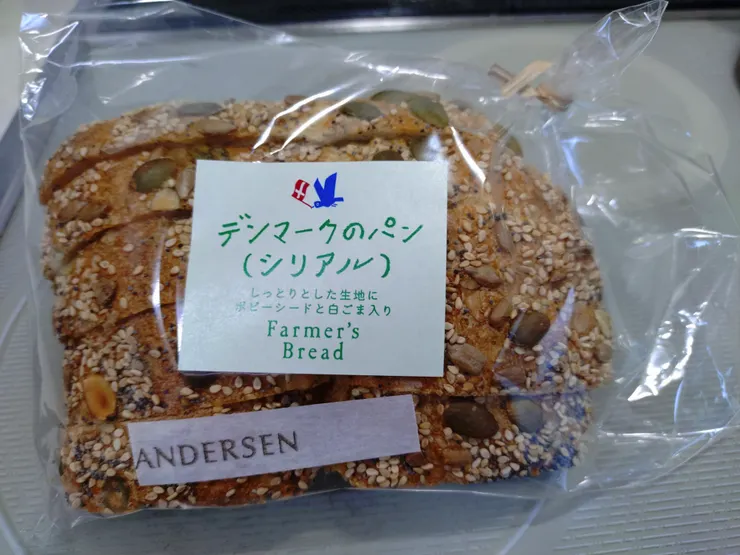 デンマークのパン
(シリアル)
しっとりとした生地に
ポピーシードと白ごま入り
Farmer's
Bread
ANDERSEN